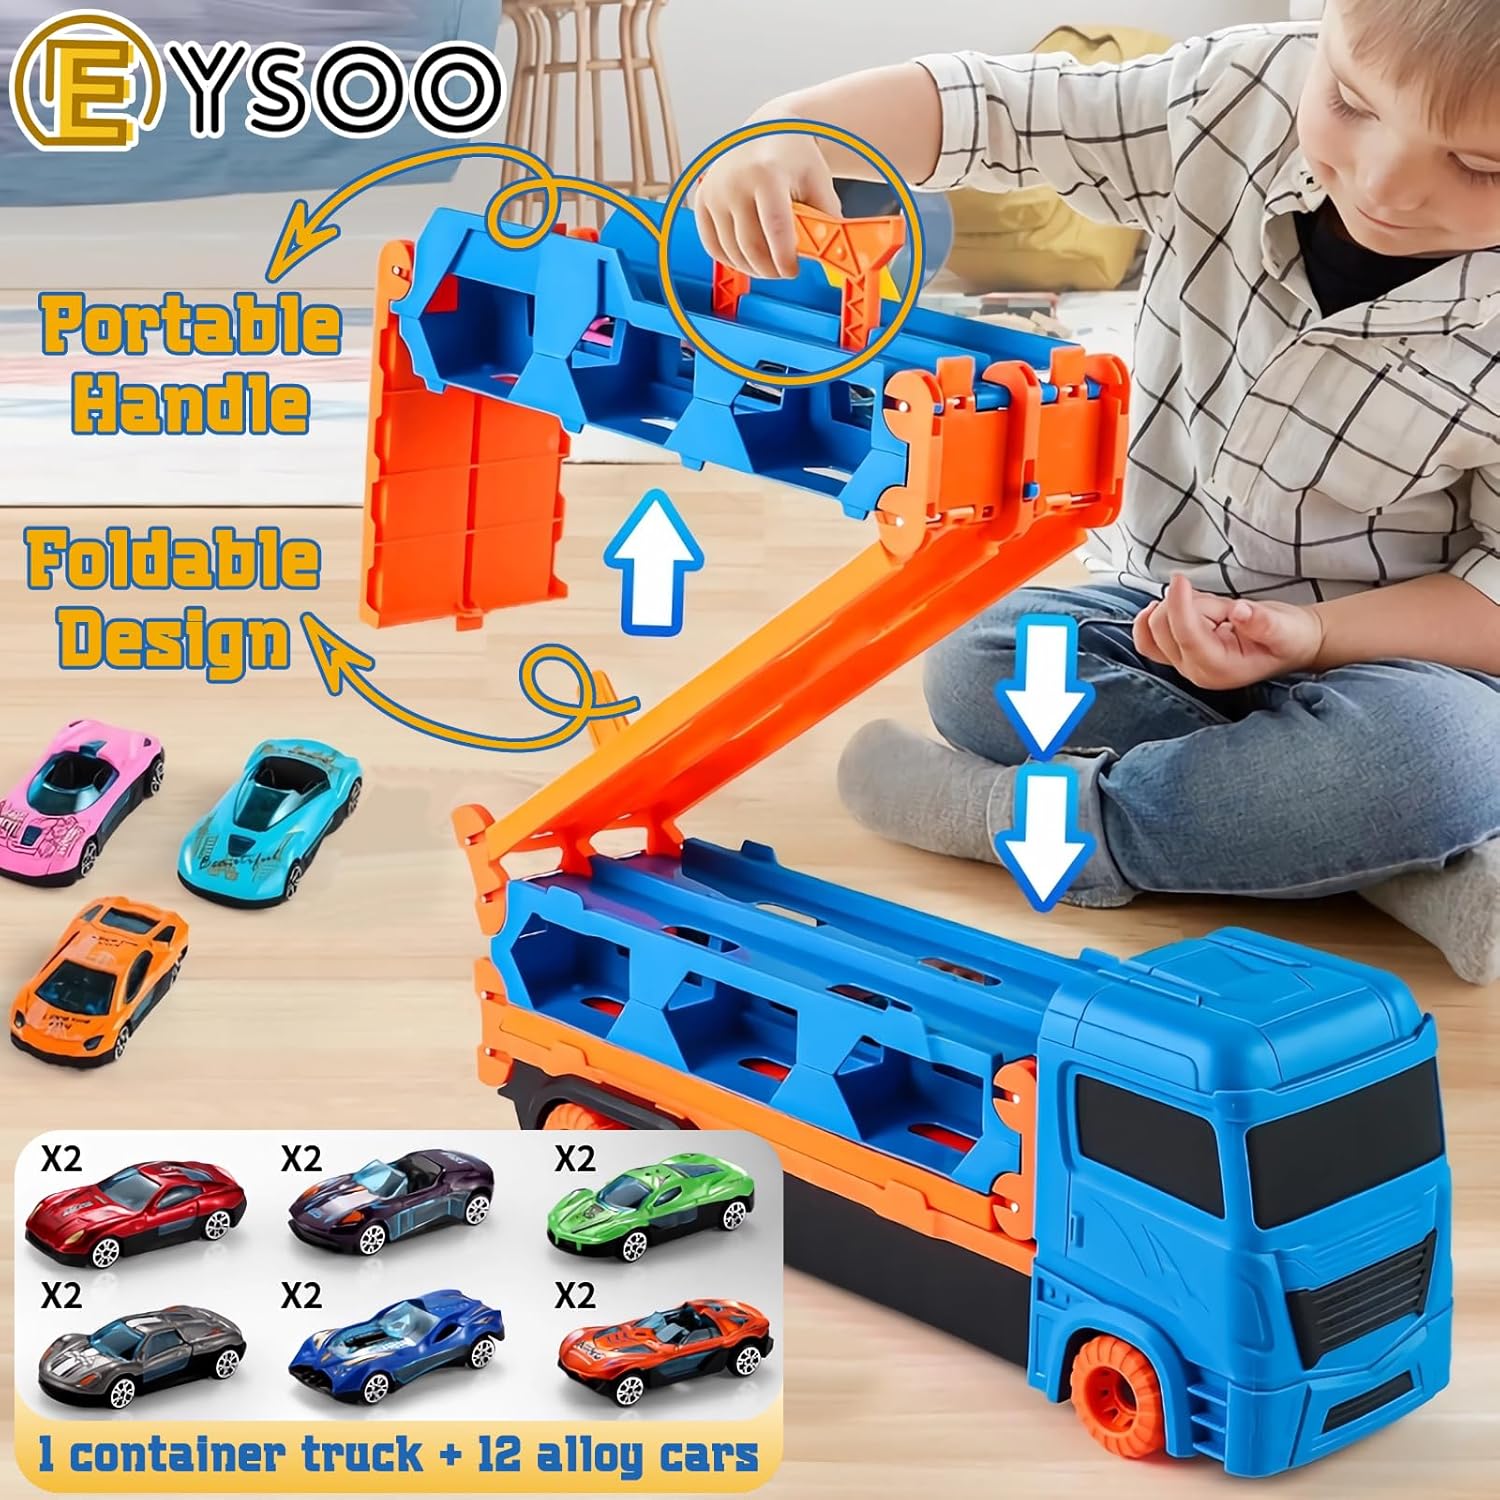 EYSOO
Portable
Handle
Foldable
Design
X2
X2
X2
X2
X2
X2
1 container truck + 12 alloy cars